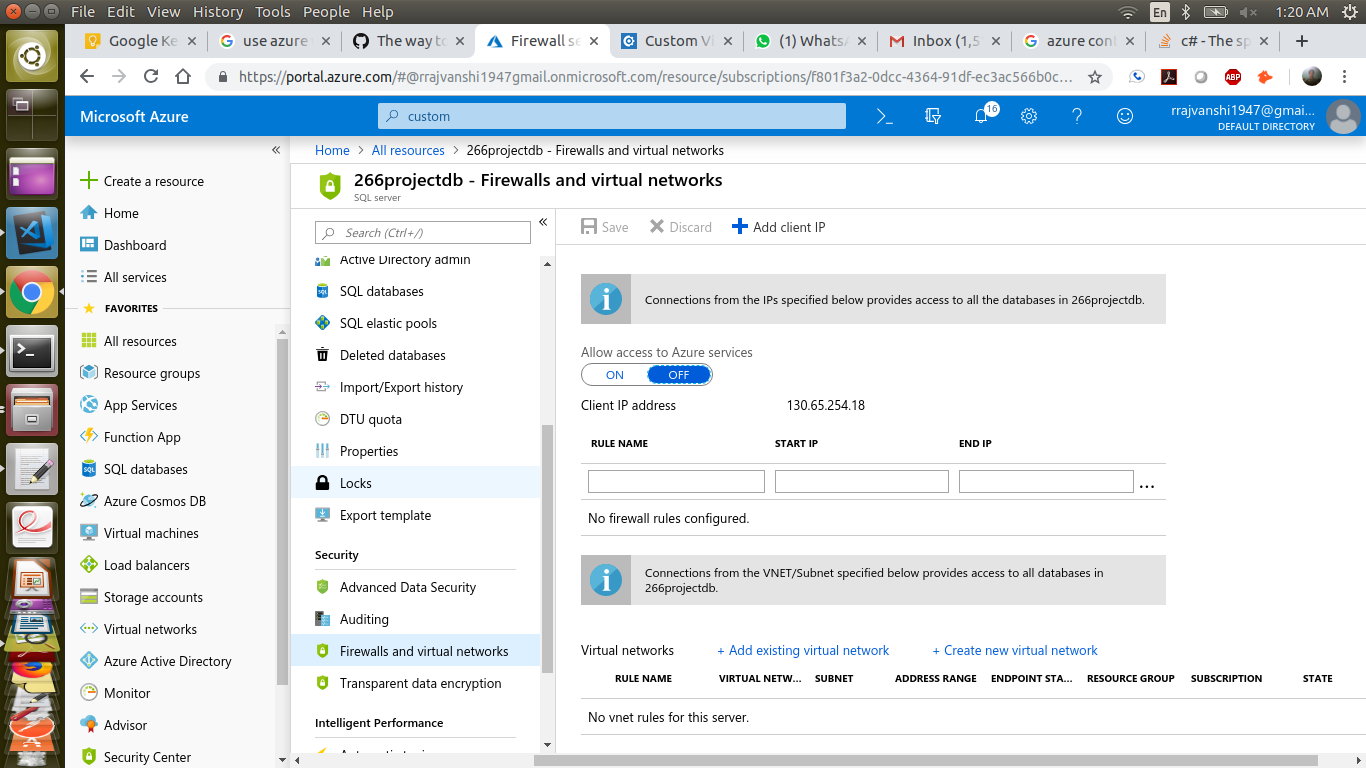 File Edit View History Tools People Help
En
1:20 AM
Google Ke
use azure
The way to
Firewall se
Custom Vi
(1) Whats
Inbox (1,5
azure con
c# - The sp
https://portal.azure.com/#@rrajvanshi1947gmail.onmicrosoft.com/resource/subscriptions/f801f3a2-0dcc-4364-91df-ec3ac566b0c...
ABP
Microsoft Azure
custom
16
rrajvanshi1947@gmai...
DEFAULT DIRECTORY
Create a resource
Home
Dashboard
All services
FAVORITES
All resources
Resource groups
App Services
Function App
SQL databases
Azure Cosmos DB
Virtual machines
Load balancers
Storage accounts
Virtual networks
Azure Active Directory
Monitor
Advisor
Security Center
Home > All resources > 266projectdb - Firewalls and virtual networks
266projectdb - Firewalls and virtual networks
SQL server
Search (Ctrl+/)
Active Directory admin
SQL databases
SQL elastic pools
Deleted databases
Import/Export history
DTU quota
Properties
Locks
Export template
Security
Advanced Data Security
Auditing
Firewalls and virtual networks
Transparent data encryption
Intelligent Performance
Save Discard Add client IP
Connections from the IPs specified below provides access to all the databases in 266projectdb.
Allow access to Azure services
ON OFF
Client IP address 130.65.254.18
RULE NAME START IP END IP
...
No firewall rules configured.
Connections from the VNET/Subnet specified below provides access to all databases in
266projectdb.
Virtual networks + Add existing virtual network + Create new virtual network
RULE NAME VIRTUAL NETW... SUBNET ADDRESS RANGE ENDPOINT STA... RESOURCE GROUP SUBSCRIPTION STATE
No vnet rules for this server.